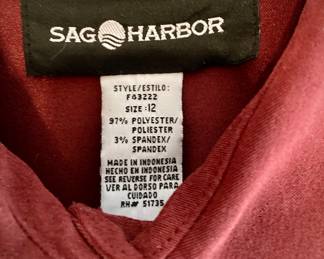 SAG HARBOR
STYLE/ESTILO:
F43222
SIZE:12
97% POLYESTER/
POLIESTER
3% SPANDEX/
SPANDEX
MADE IN INDONESIA
HECHO EN INDONESIA
SEE REVERSE FOR CARE
VER AL DORSO PARA
CUIDADO
RN# 51735